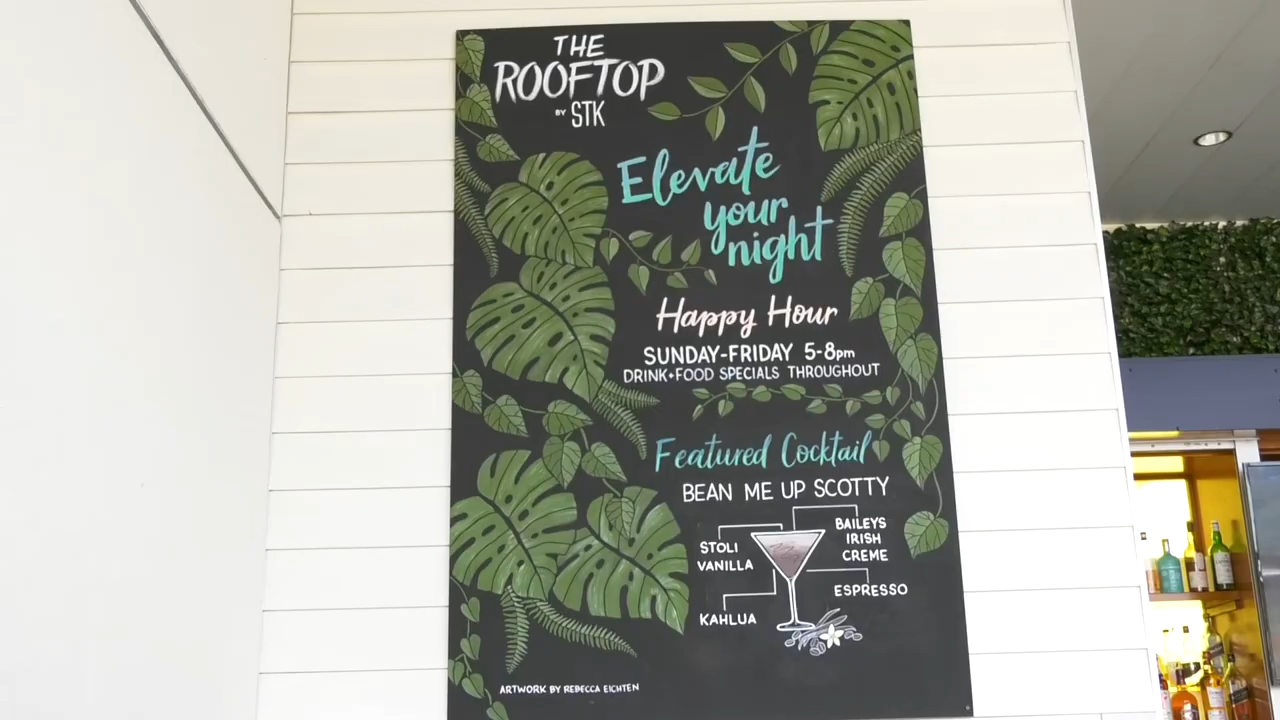 THE
ROOFTOP
BY STK
Elevate
your
night
Happy Hour
SUNDAY-FRIDAY 5-8pm
DRINK+FOOD SPECIALS THROUGHOUT
Featured Cocktail
BEAN ME UP SCOTTY
STOLI
VANILLA
BAILEYS
IRISH
CREME
KAHLUA
ESPRESSO
ARTWORK BY REBECCA EICHTEN